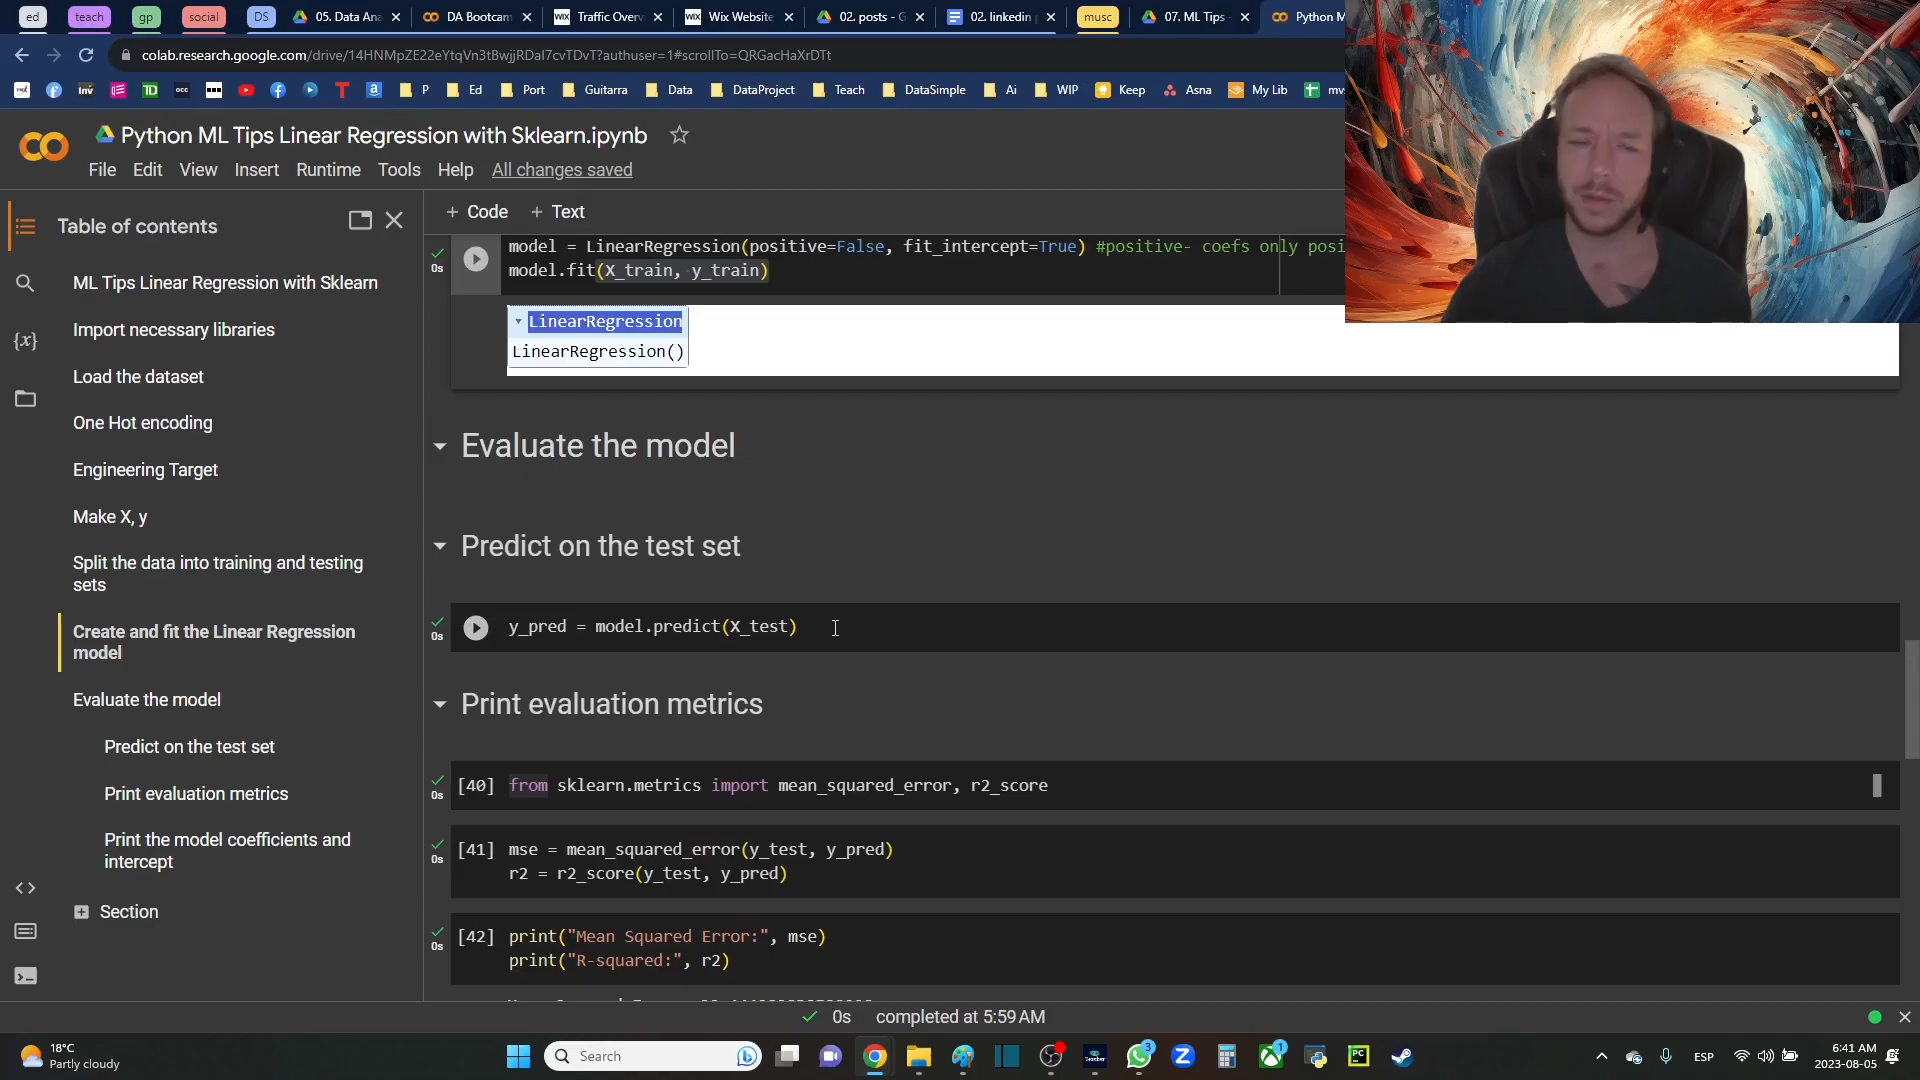 ed
teach
gp
social
DS
05. Data Ana
DA Bootcam
Traffic Overv
Wix Website
02. posts - G
02. linkedin
musc
07. ML Tips
Python M
colab.research.google.com/drive/14HNMpZE22eYtqVn3tBwjjRDaI7cvTDvT?authuser=1#scrollTo=QRGacHaXrDTt
P
Ed
Port
Guitarra
Data
DataProject
Teach
DataSimple
Ai
WIP
Keep
Asna
My Lib
Python ML Tips Linear Regression with Sklearn.ipynb
File Edit View Insert Runtime Tools Help All changes saved
Table of contents
ML Tips Linear Regression with Sklearn
Import necessary libraries
Load the dataset
One Hot encoding
Engineering Target
Make X, y
Split the data into training and testing
sets
Create and fit the Linear Regression
model
Evaluate the model
Predict on the test set
Print evaluation metrics
Print the model coefficients and
intercept
Section
+ Code + Text
0s
model = LinearRegression(positive=False, fit_intercept=True) #positive- coefs only posi
model.fit(X_train, y_train)
LinearRegression
LinearRegression()
Evaluate the model
Predict on the test set
0s
y_pred = model.predict(X_test)
Print evaluation metrics
0s
[40] from sklearn.metrics import mean_squared_error, r2_score
0s
[41] mse = mean_squared_error(y_test, y_pred)
r2 = r2_score(y_test, y_pred)
0s
[42] print("Mean Squared Error:", mse)
print("R-squared:", r2)
0s completed at 5:59 AM
18°C
Partly cloudy
Search
3
1
ESP
6:41 AM
2023-08-05